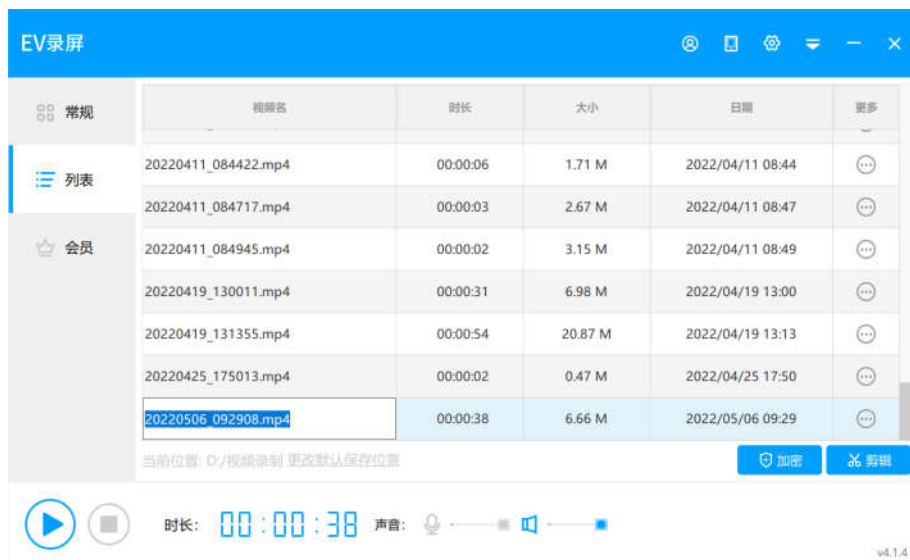 EV录屏
常规
列表
会员
视频名 时长 大小 日期 更多
20220411_084422.mp4 00:00:06 1.71 M 2022/04/11 08:44
20220411_084717.mp4 00:00:03 2.67 M 2022/04/11 08:47
20220411_084945.mp4 00:00:02 3.15 M 2022/04/11 08:49
20220419_130011.mp4 00:00:31 6.98 M 2022/04/19 13:00
20220419_131355.mp4 00:00:54 20.87 M 2022/04/19 13:13
20220425_175013.mp4 00:00:02 0.47 M 2022/04/25 17:50
20220506_092908.mp4 00:00:38 6.66 M 2022/05/06 09:29
当前位置: D:/视频录制 更改默认保存位置 加密 剪辑
时长: 00:00:38 声音:
v4.1.4